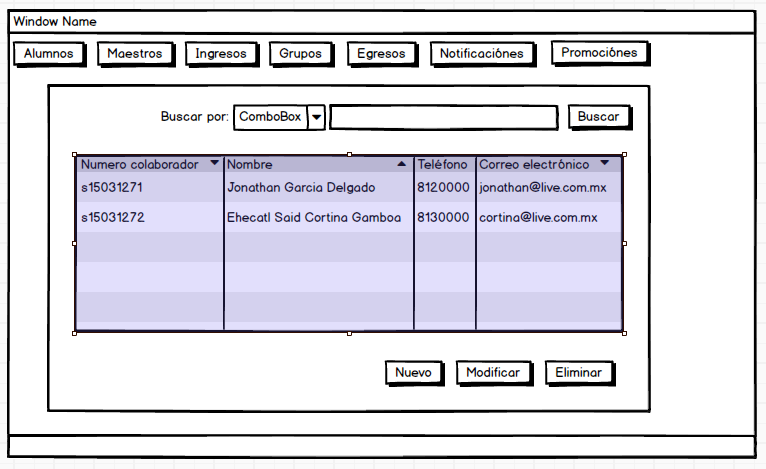 Window Name
Alumnos Maestros Ingresos Grupos Egresos Notificaciónes Promociónes
Buscar por: ComboBox Buscar
Numero colaborador Nombre Teléfono Correo electrónico
s15031271 Jonathan Garcia Delgado 8120000 jonathan@live.com.mx
s15031272 Ehecatl Said Cortina Gamboa 8130000 cortina@live.com.mx
Nuevo Modificar Eliminar